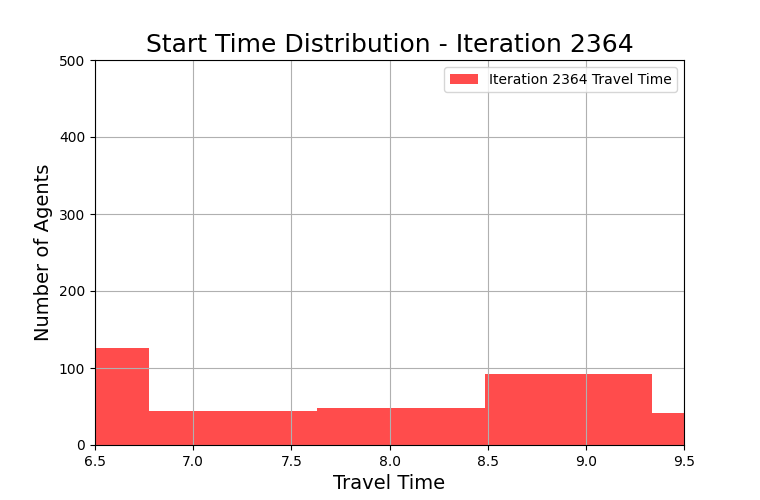 Start Time Distribution - Iteration 2364
Iteration 2364 Travel Time
Number of Agents
500
400
300
200
100
0
6.5 7.0 7.5 8.0 8.5 9.0 9.5
Travel Time